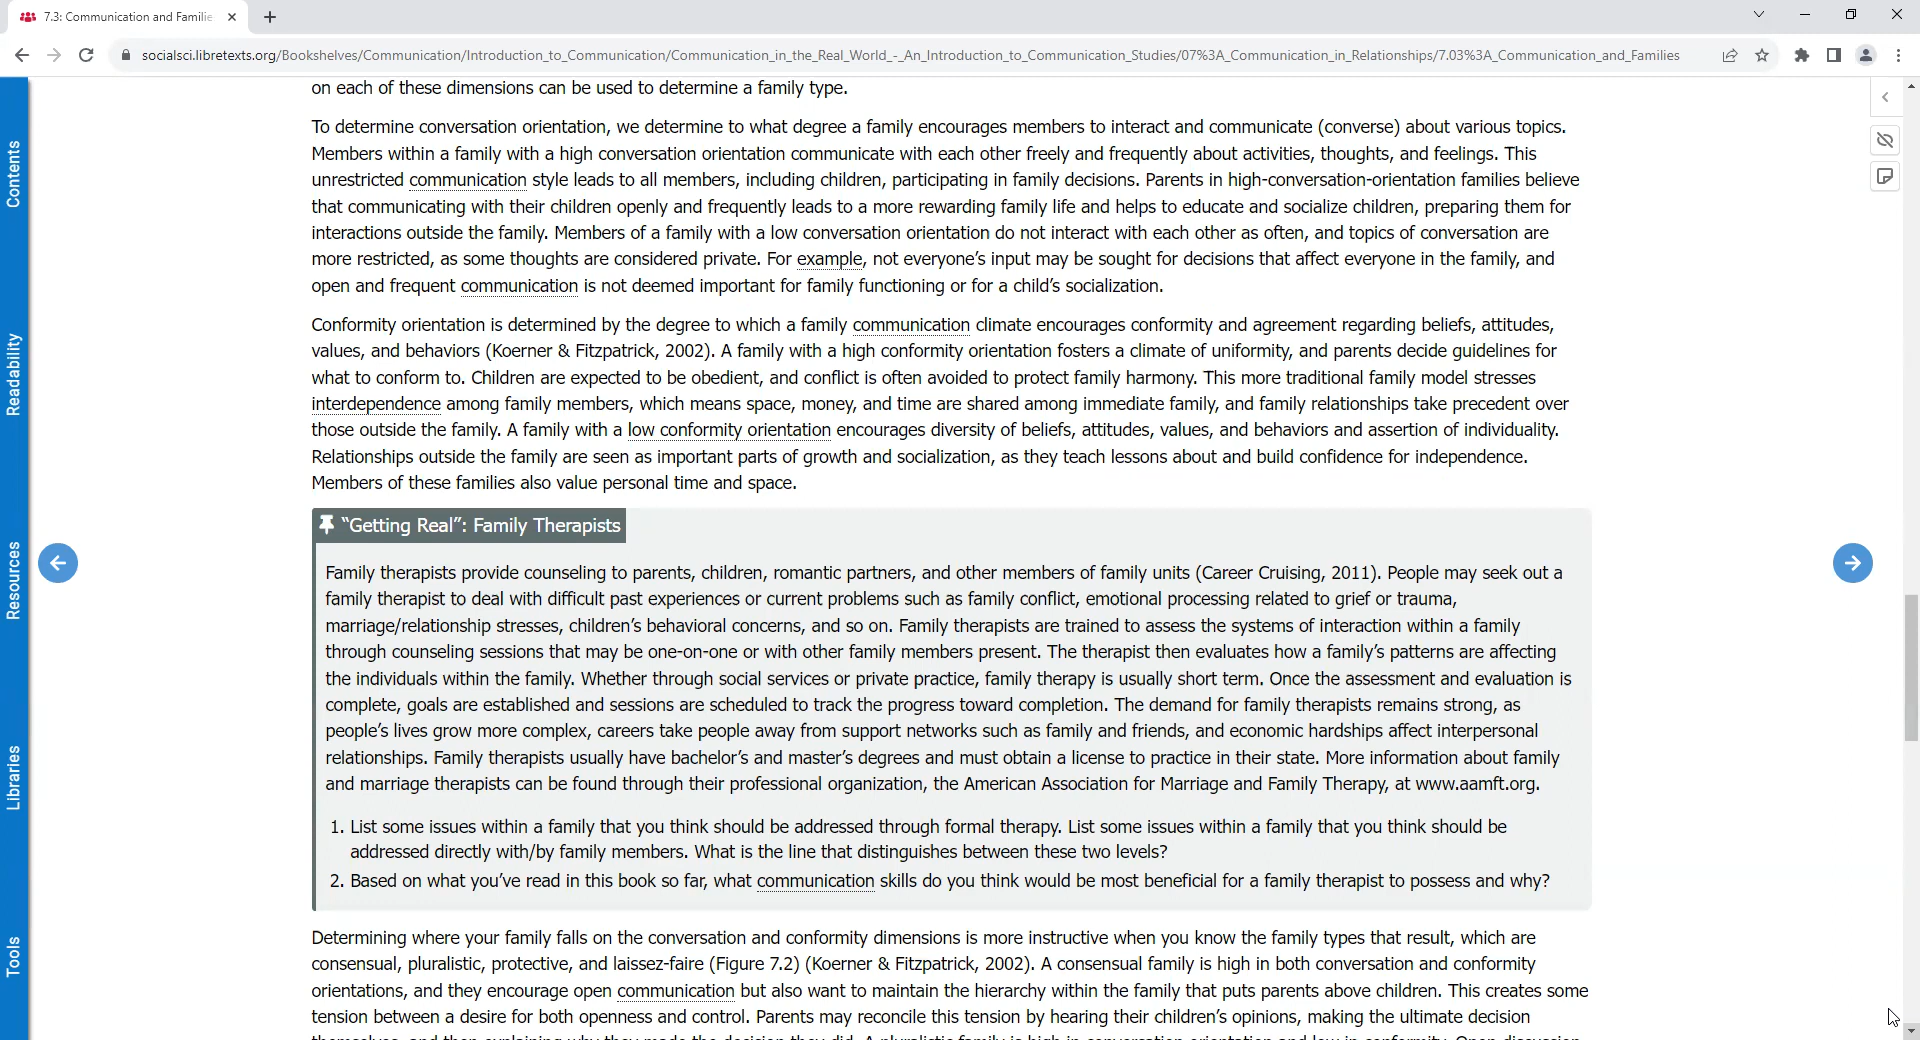 7.3: Communication and Familie
socialsci.libretexts.org/Bookshelves/Communication/Introduction_to_Communication/Communication_in_the_Real_World_-_An_Introduction_to_Communication_Studies/07%3A_Communication_in_Relationships/7.03%3A_Communication_and_Families
Contents
Readability
Resources
Libraries
Tools
on each of these dimensions can be used to determine a family type.
To determine conversation orientation, we determine to what degree a family encourages members to interact and communicate (converse) about various topics.
Members within a family with a high conversation orientation communicate with each other freely and frequently about activities, thoughts, and feelings. This
unrestricted communication style leads to all members, including children, participating in family decisions. Parents in high-conversation-orientation families believe
that communicating with their children openly and frequently leads to a more rewarding family life and helps to educate and socialize children, preparing them for
interactions outside the family. Members of a family with a low conversation orientation do not interact with each other as often, and topics of conversation are
more restricted, as some thoughts are considered private. For example, not everyone’s input may be sought for decisions that affect everyone in the family, and
open and frequent communication is not deemed important for family functioning or for a child’s socialization.
Conformity orientation is determined by the degree to which a family communication climate encourages conformity and agreement regarding beliefs, attitudes,
values, and behaviors (Koerner & Fitzpatrick, 2002). A family with a high conformity orientation fosters a climate of uniformity, and parents decide guidelines for
what to conform to. Children are expected to be obedient, and conflict is often avoided to protect family harmony. This more traditional family model stresses
interdependence among family members, which means space, money, and time are shared among immediate family, and family relationships take precedent over
those outside the family. A family with a low conformity orientation encourages diversity of beliefs, attitudes, values, and behaviors and assertion of individuality.
Relationships outside the family are seen as important parts of growth and socialization, as they teach lessons about and build confidence for independence.
Members of these families also value personal time and space.
“Getting Real”: Family Therapists
Family therapists provide counseling to parents, children, romantic partners, and other members of family units (Career Cruising, 2011). People may seek out a
family therapist to deal with difficult past experiences or current problems such as family conflict, emotional processing related to grief or trauma,
marriage/relationship stresses, children’s behavioral concerns, and so on. Family therapists are trained to assess the systems of interaction within a family
through counseling sessions that may be one-on-one or with other family members present. The therapist then evaluates how a family’s patterns are affecting
the individuals within the family. Whether through social services or private practice, family therapy is usually short term. Once the assessment and evaluation is
complete, goals are established and sessions are scheduled to track the progress toward completion. The demand for family therapists remains strong, as
people’s lives grow more complex, careers take people away from support networks such as family and friends, and economic hardships affect interpersonal
relationships. Family therapists usually have bachelor’s and master’s degrees and must obtain a license to practice in their state. More information about family
and marriage therapists can be found through their professional organization, the American Association for Marriage and Family Therapy, at www.aamft.org.
1. List some issues within a family that you think should be addressed through formal therapy. List some issues within a family that you think should be
addressed directly with/by family members. What is the line that distinguishes between these two levels?
2. Based on what you’ve read in this book so far, what communication skills do you think would be most beneficial for a family therapist to possess and why?
Determining where your family falls on the conversation and conformity dimensions is more instructive when you know the family types that result, which are
consensual, pluralistic, protective, and laissez-faire (Figure 7.2) (Koerner & Fitzpatrick, 2002). A consensual family is high in both conversation and conformity
orientations, and they encourage open communication but also want to maintain the hierarchy within the family that puts parents above children. This creates some
tension between a desire for both openness and control. Parents may reconcile this tension by hearing their children’s opinions, making the ultimate decision